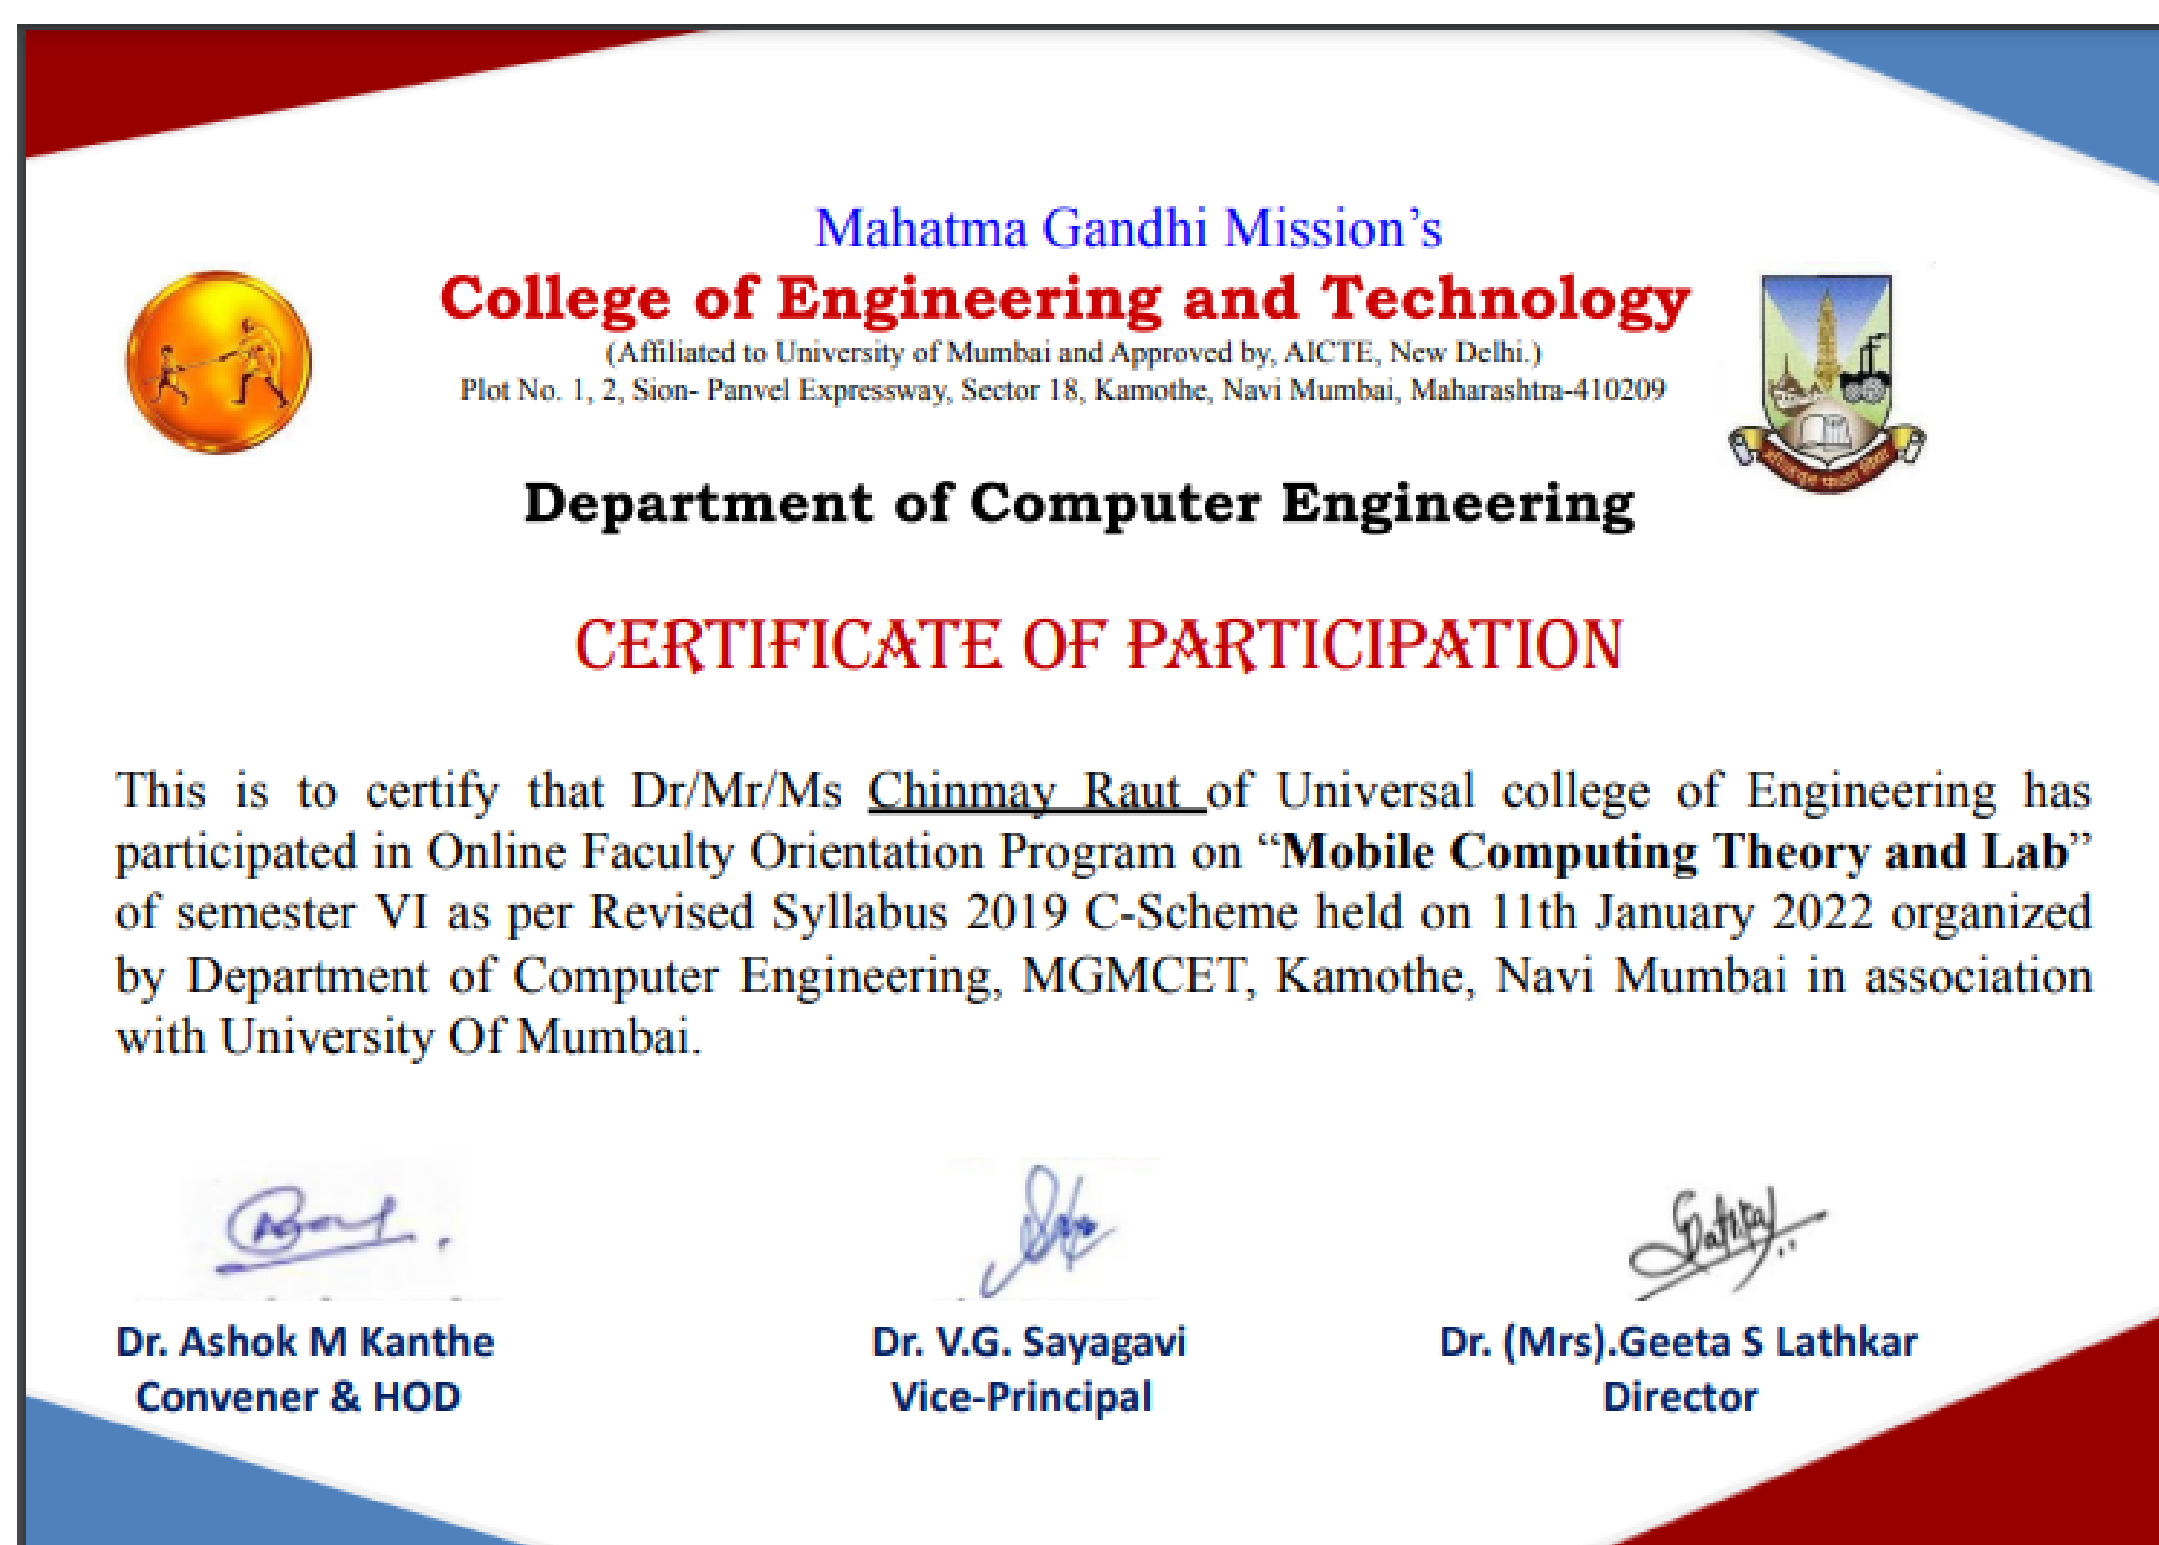 Mahatma Gandhi Mission’s
College of Engineering and Technology
(Affiliated to University of Mumbai and Approved by, AICTE, New Delhi.)
Plot No. 1, 2, Sion- Panvel Expressway, Sector 18, Kamothe, Navi Mumbai, Maharashtra-410209
Department of Computer Engineering
CERTIFICATE OF PARTICIPATION
This is to certify that Dr/Mr/Ms Chinmay Raut of Universal college of Engineering has
participated in Online Faculty Orientation Program on “Mobile Computing Theory and Lab”
of semester VI as per Revised Syllabus 2019 C-Scheme held on 11th January 2022 organized
by Department of Computer Engineering, MGMCET, Kamothe, Navi Mumbai in association
with University Of Mumbai.
Dr. Ashok M Kanthe
Convener & HOD
Dr. V.G. Sayagavi
Vice-Principal
Dr. (Mrs).Geeta S Lathkar
Director